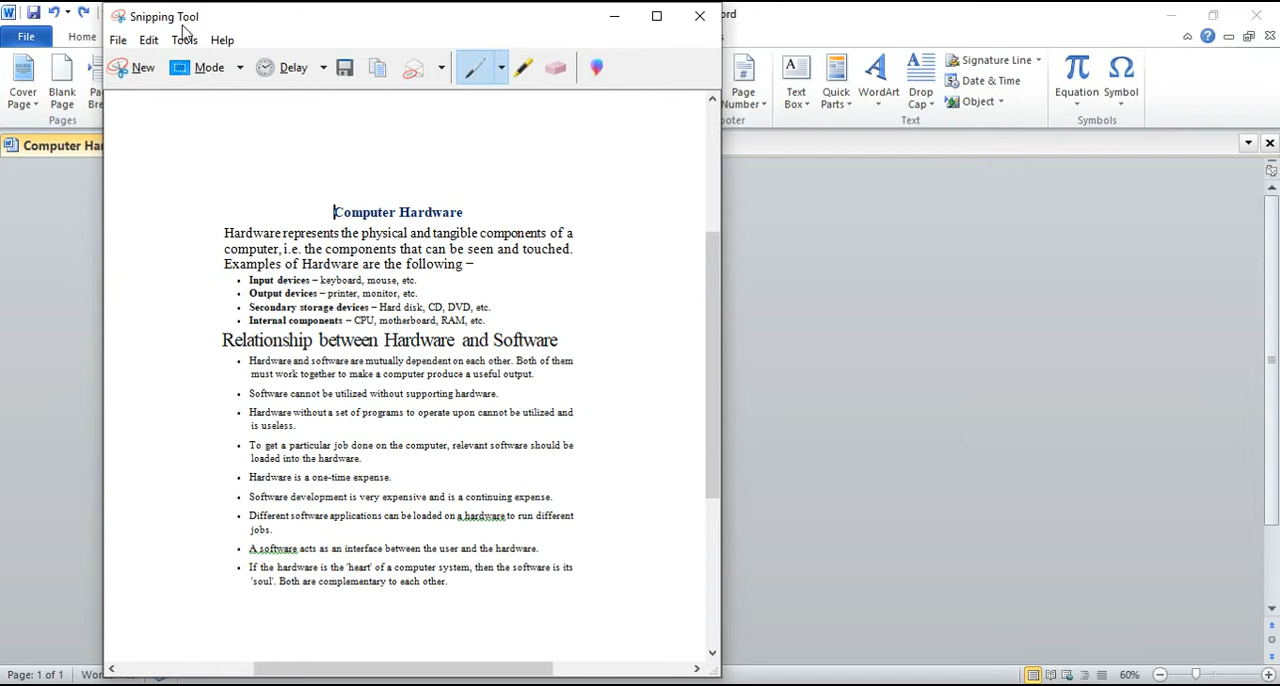 Snipping Tool
ord
File Edit Tools Help
File Home
New Mode Delay
Cover Page
Blank Page
Pages
Page Number
Text Box
Quick Parts
WordArt
Drop Cap
Signature Line
Date & Time
Object
Text
Equation
Symbol
Symbols
Computer Har
Computer Hardware
Hardware represents the physical and tangible components of a
computer, i.e. the components that can be seen and touched.
Examples of Hardware are the following –
• Input devices – keyboard, mouse, etc.
• Output devices – printer, monitor, etc.
• Secondary storage devices – Hard disk, CD, DVD, etc.
• Internal components – CPU, motherboard, RAM, etc.
Relationship between Hardware and Software
• Hardware and software are mutually dependent on each other. Both of them
must work together to make a computer produce a useful output.
• Software cannot be utilized without supporting hardware.
• Hardware without a set of programs to operate upon cannot be utilized and
is useless.
• To get a particular job done on the computer, relevant software should be
loaded into the hardware.
• Hardware is a one-time expense.
• Software development is very expensive and is a continuing expense.
• Different software applications can be loaded on a hardware to run different
jobs.
• A software acts as an interface between the user and the hardware.
• If the hardware is the 'heart' of a computer system, then the software is its
'soul'. Both are complementary to each other.
Page: 1 of 1
60%